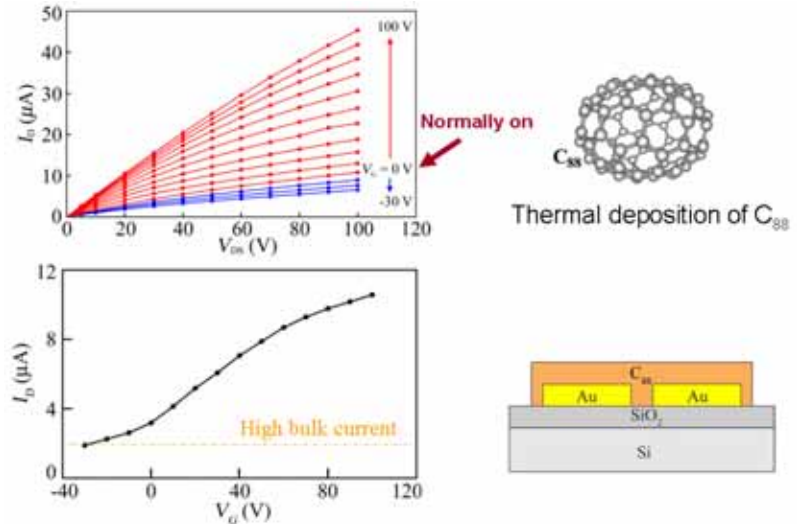 50
40
30
20
10
0
I_D (μA)
100 V
V_G = 0 V
-30 V
0 20 40 60 80 100 120
V_DS (V)
Normally on
C₈₈
Thermal deposition of C₈₈
12
8
4
0
I_D (μA)
High bulk current
-40 0 40 80 120
V_G (V)
C₈₈
Au Au
SiO₂
Si